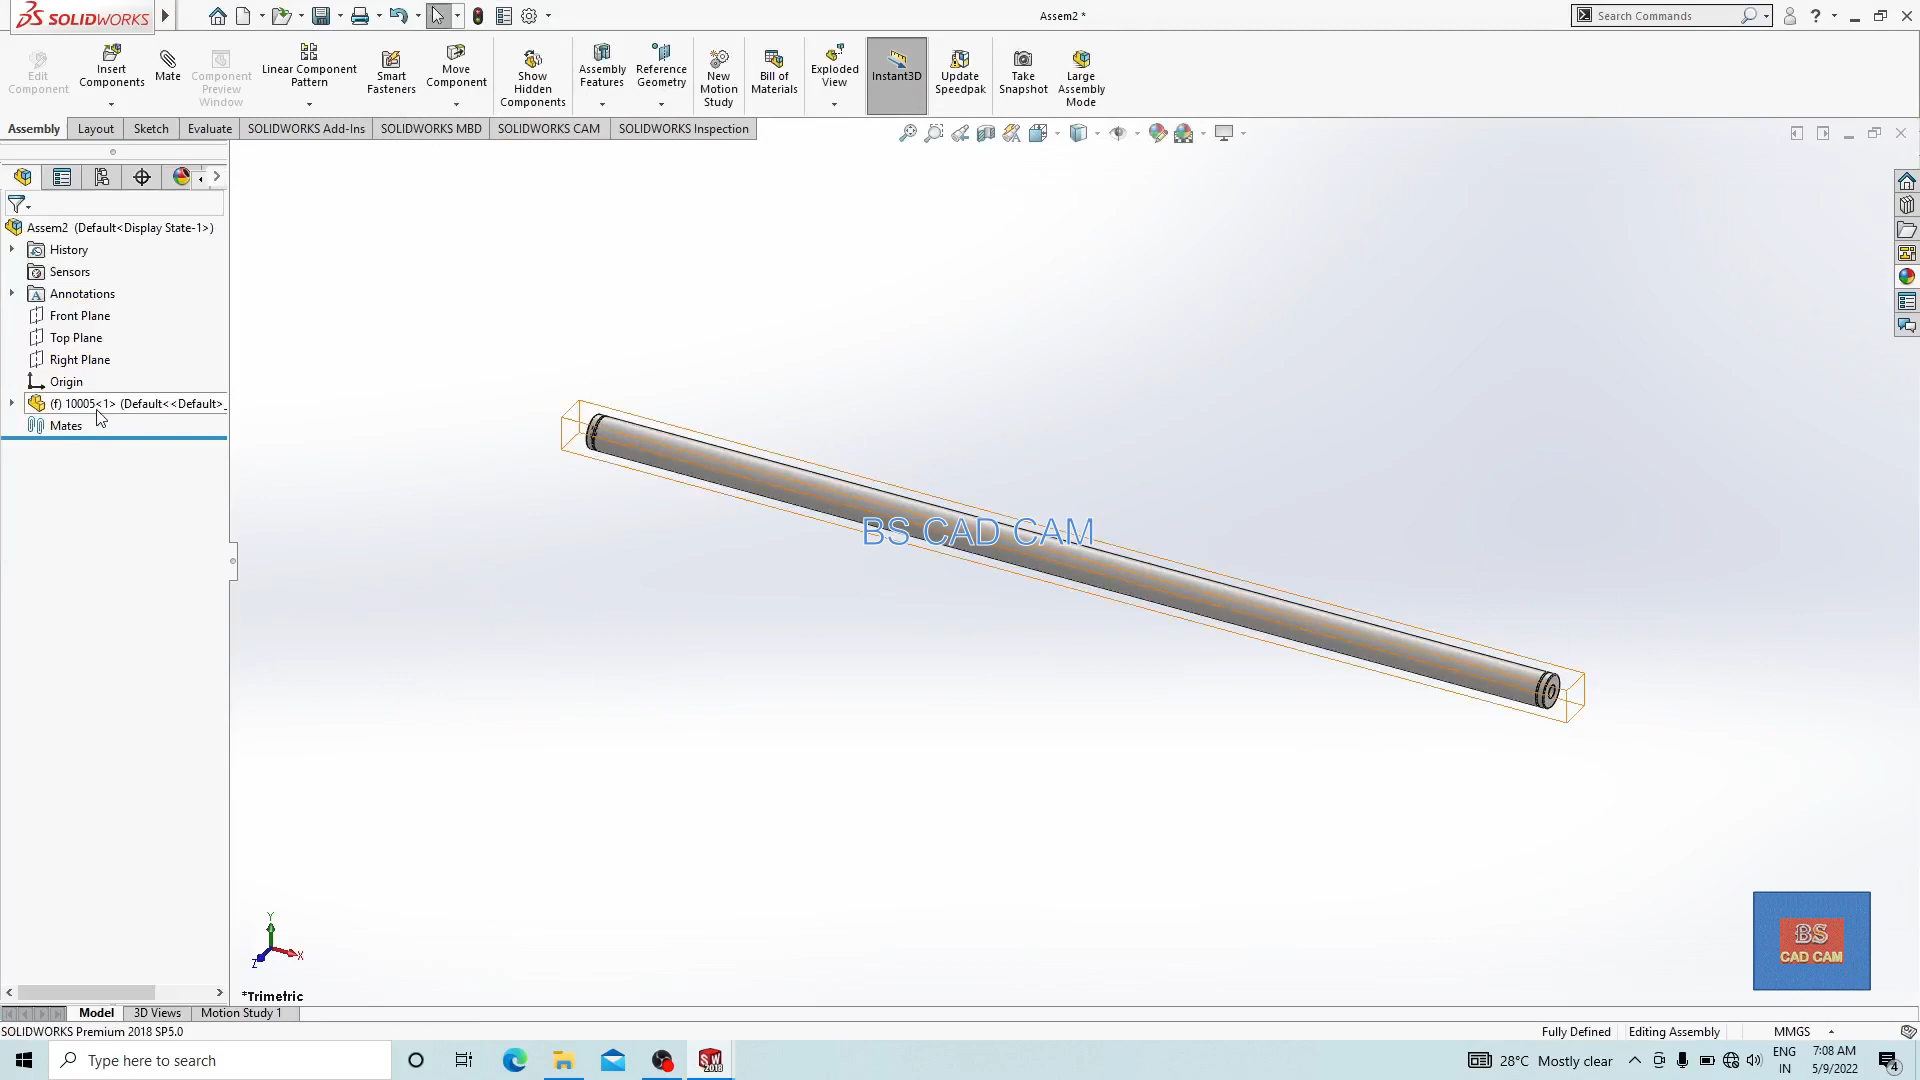 SOLIDWORKS
Assem2 *
Search Commands
Edit
Component
Insert
Components
Mate
Component
Preview
Window
Linear Component
Pattern
Smart
Fasteners
Move
Component
Show
Hidden
Components
Assembly
Features
Reference
Geometry
New
Motion
Study
Bill of
Materials
Exploded
View
Instant3D
Update
Speedpak
Take
Snapshot
Large
Assembly
Mode
Assembly
Layout
Sketch
Evaluate
SOLIDWORKS Add-Ins
SOLIDWORKS MBD
SOLIDWORKS CAM
SOLIDWORKS Inspection
Assem2 (Default<Display State-1>)
History
Sensors
Annotations
Front Plane
Top Plane
Right Plane
Origin
(f) 10005<1> (Default<<Default>_
Mates
BS CAD CAM
Y
X
Z
*Trimetric
BS
CAD CAM
Model
3D Views
Motion Study 1
SOLIDWORKS Premium 2018 SP5.0
Fully Defined
Editing Assembly
MMGS
Type here to search
SW
2018
28°C Mostly clear
ENG
IN
7:08 AM
5/9/2022
4